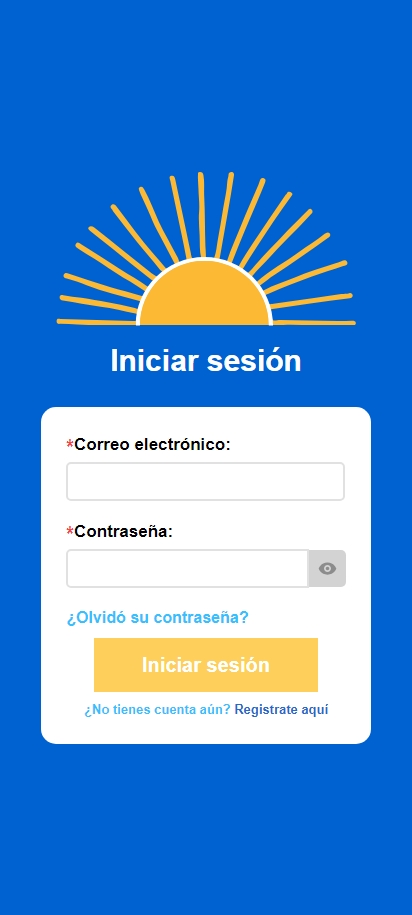 Iniciar sesión
*Correo electrónico:
*Contraseña:
¿Olvidó su contraseña?
Iniciar sesión
¿No tienes cuenta aún? Registrate aquí